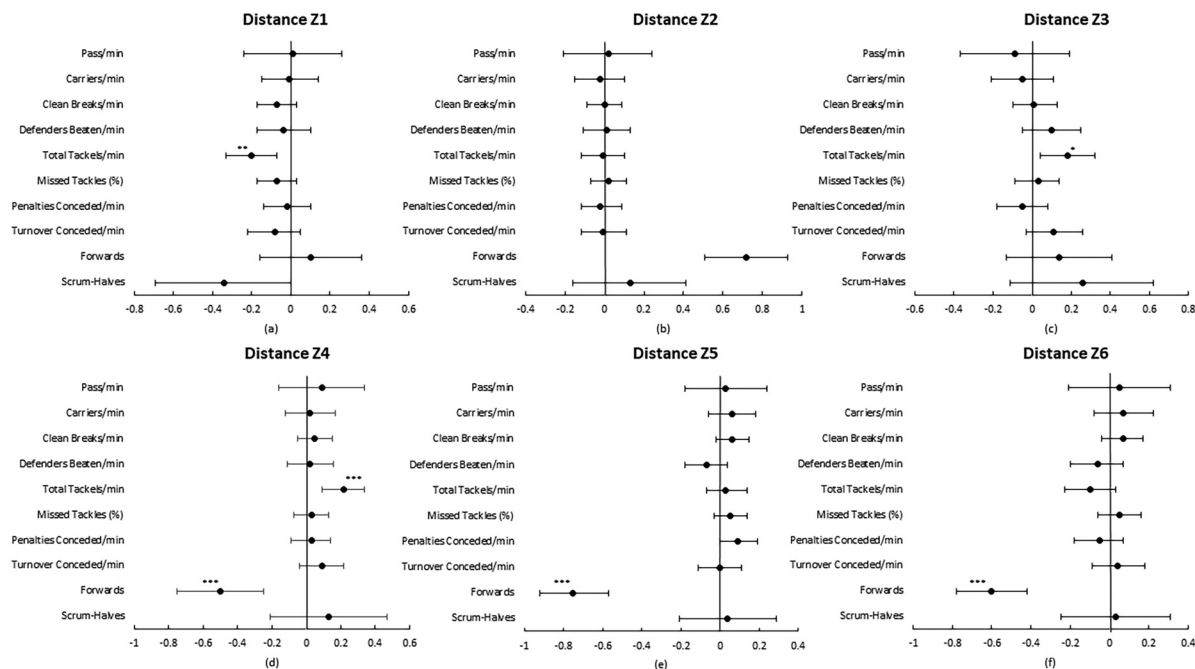 Distance Z1
Pass/min
Carriers/min
Clean Breaks/min
Defenders Beaten/min
**
Total Tackels/min
Missed Tackles (%)
Penalties Conceded/min
Turnover Conceded/min
Forwards
Scrum-Halves
-0.8 -0.6 -0.4 -0.2 0 0.2 0.4 0.6
(a)
Distance Z2
Pass/min
Carriers/min
Clean Breaks/min
Defenders Beaten/min
Total Tackels/min
Missed Tackles (%)
Penalties Conceded/min
Turnover Conceded/min
Forwards
Scrum-Halves
-0.4 -0.2 0 0.2 0.4 0.6 0.8 1
(b)
Distance Z3
Pass/min
Carriers/min
Clean Breaks/min
Defenders Beaten/min
*
Total Tackels/min
Missed Tackles (%)
Penalties Conceded/min
Turnover Conceded/min
Forwards
Scrum-Halves
-0.6 -0.4 -0.2 0 0.2 0.4 0.6 0.8
(c)
Distance Z4
Pass/min
Carriers/min
Clean Breaks/min
Defenders Beaten/min
***
Total Tackels/min
Missed Tackles (%)
Penalties Conceded/min
Turnover Conceded/min
***
Forwards
Scrum-Halves
-1 -0.8 -0.6 -0.4 -0.2 0 0.2 0.4 0.6
(d)
Distance Z5
Pass/min
Carriers/min
Clean Breaks/min
Defenders Beaten/min
Total Tackels/min
Missed Tackles (%)
Penalties Conceded/min
Turnover Conceded/min
***
Forwards
Scrum-Halves
-1 -0.8 -0.6 -0.4 -0.2 0 0.2 0.4
(e)
Distance Z6
Pass/min
Carriers/min
Clean Breaks/min
Defenders Beaten/min
Total Tackels/min
Missed Tackles (%)
Penalties Conceded/min
Turnover Conceded/min
***
Forwards
Scrum-Halves
-1 -0.8 -0.6 -0.4 -0.2 0 0.2 0.4
(f)